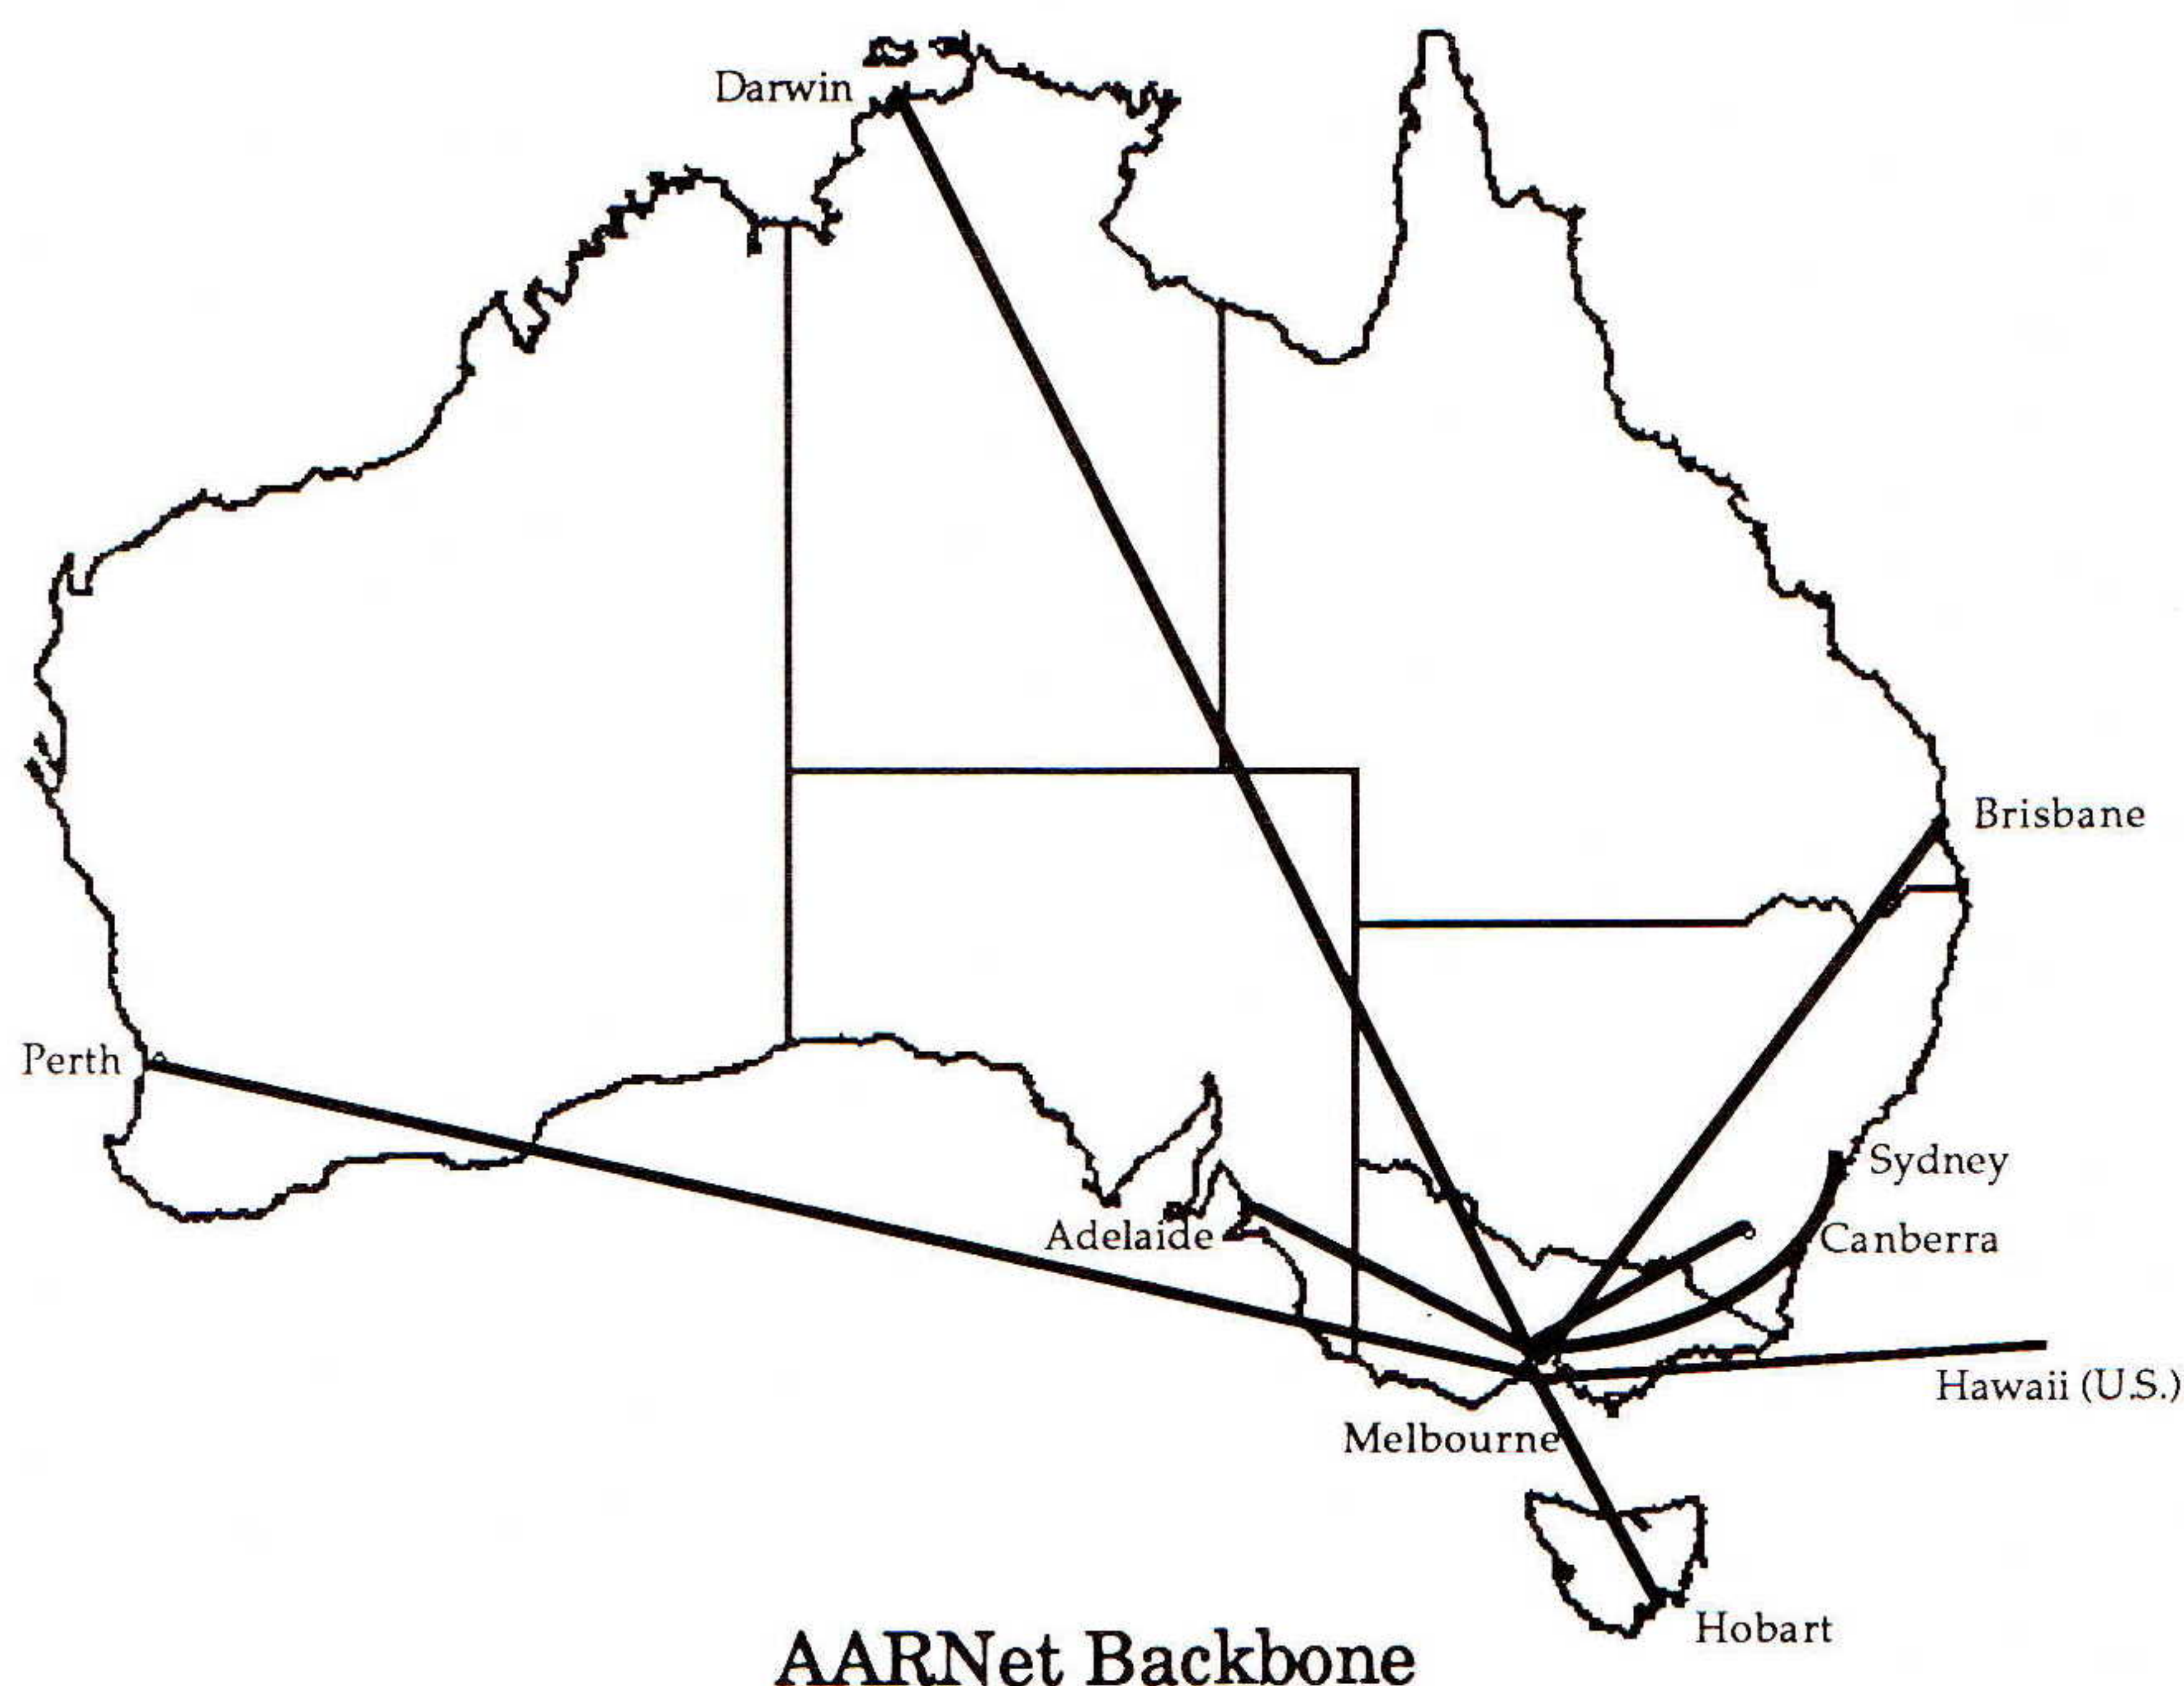 Darwin
Brisbane
Perth
Sydney
Adelaide
Canberra
Hawaii (U.S.)
Melbourne
Hobart
AARNet Backbone